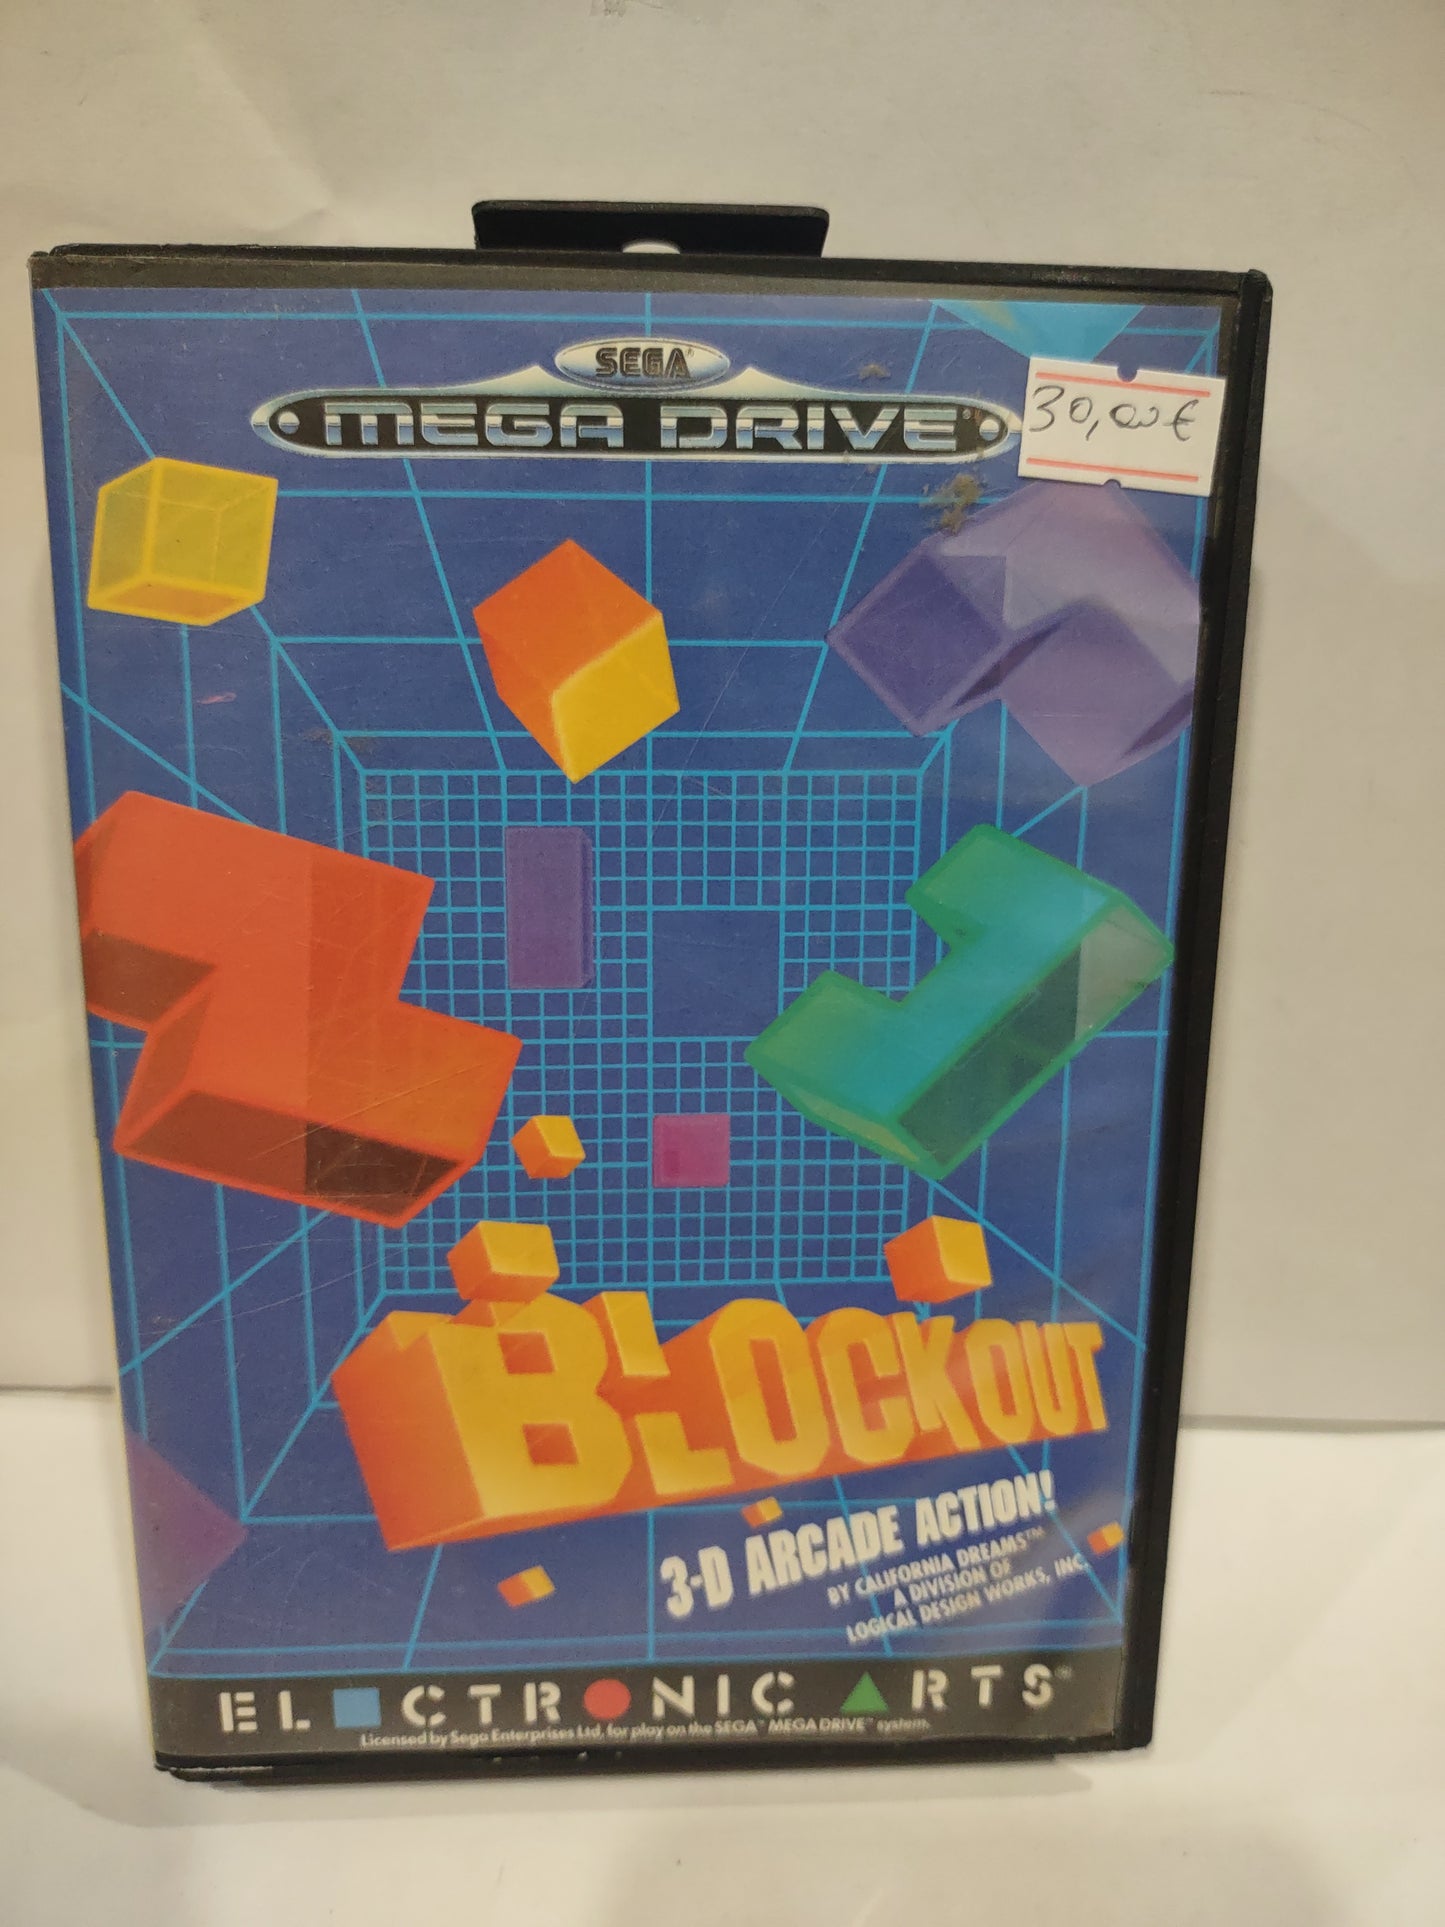 SEGA®
MEGA DRIVE
30,00€
BLOCKOUT
3-D ARCADE ACTION!
BY CALIFORNIA DREAMS™
A DIVISION OF
LOGICAL DESIGN WORKS, INC.
ELECTRONIC ARTS®
Licensed by Sega Enterprises Ltd. for play on the SEGA™ MEGA DRIVE™ system.